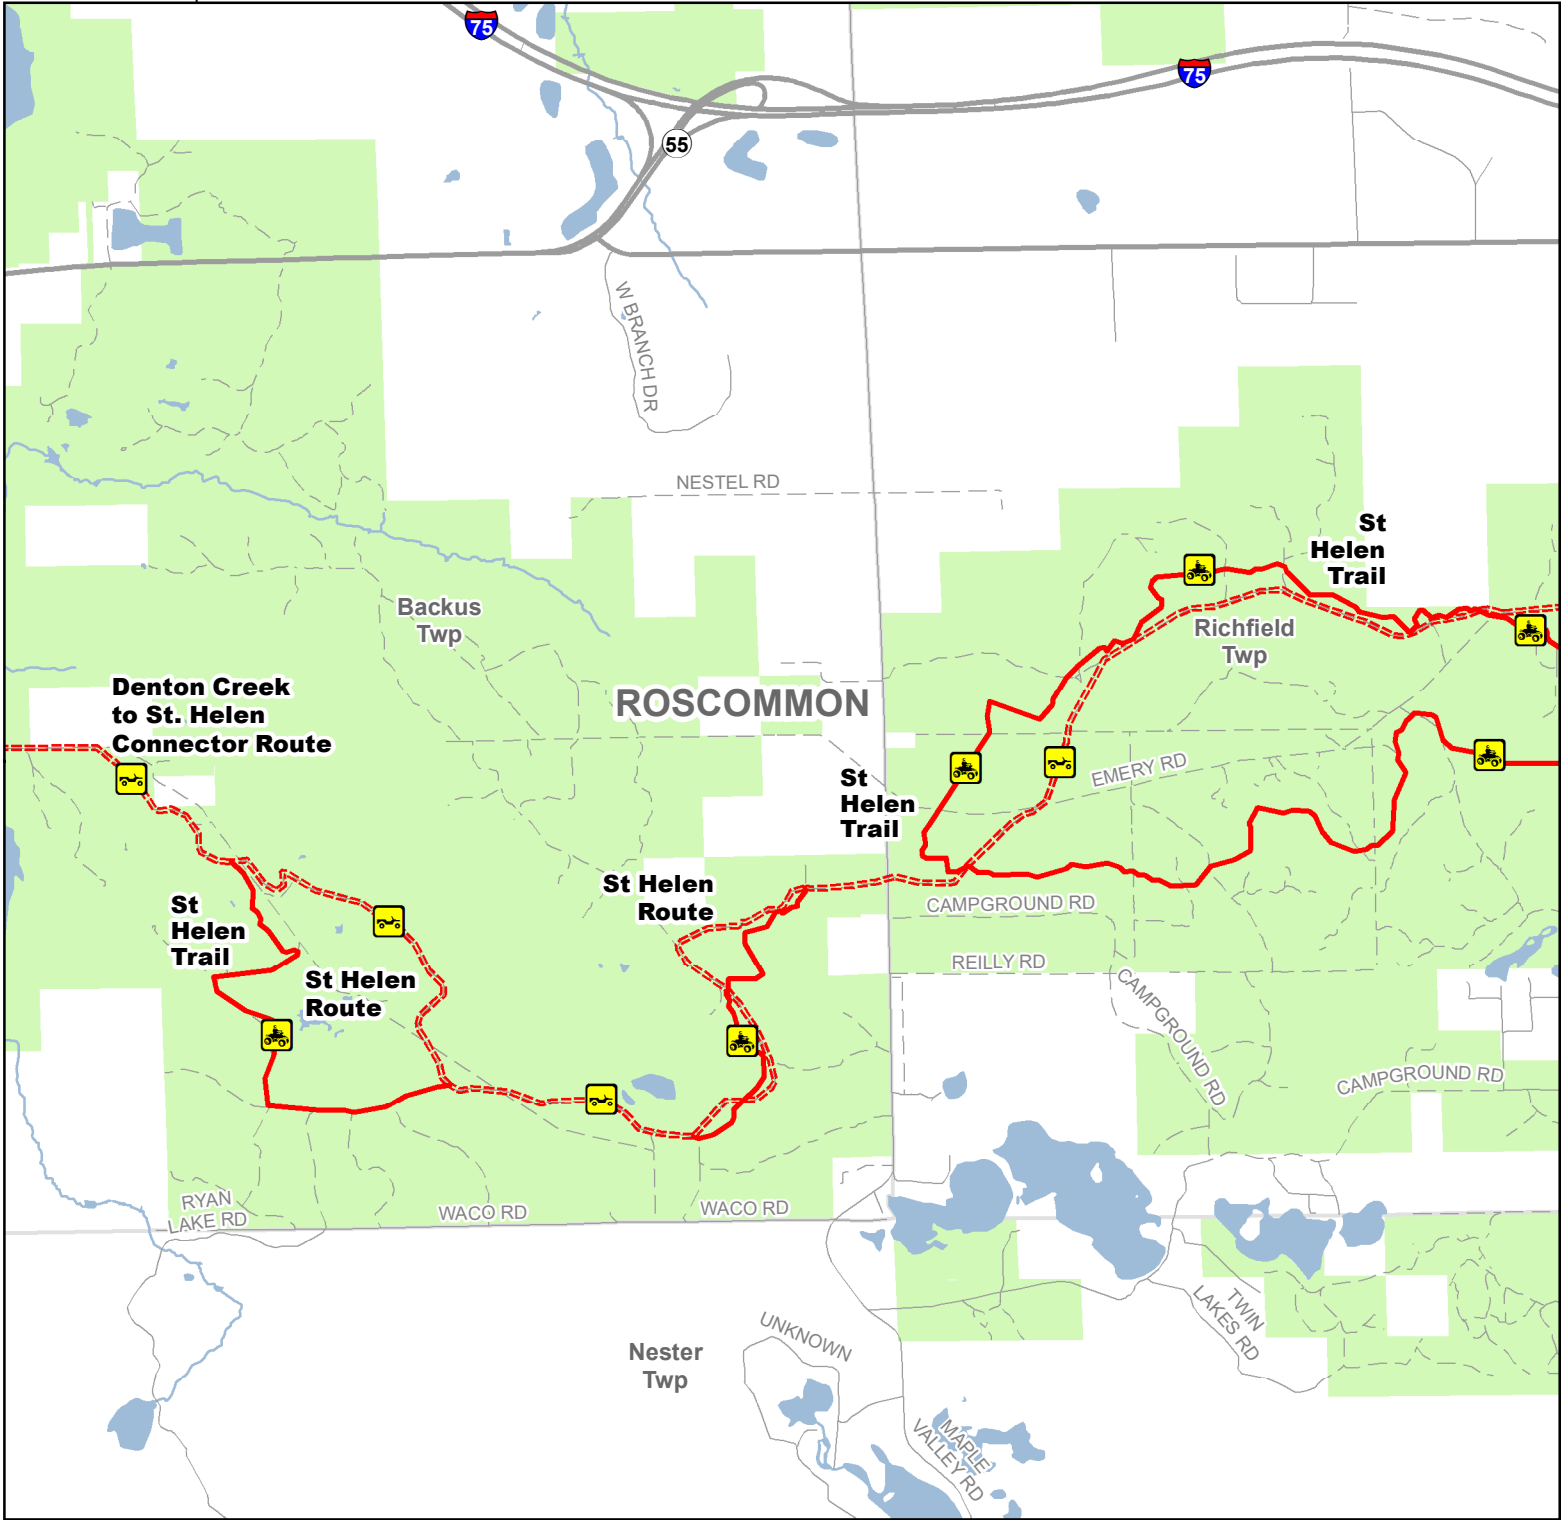 75
75
55
W BRANCH DR
NESTEL RD
St
Helen
Trail
Backus
Twp
Richfield
Twp
Denton Creek
to St. Helen
Connector Route
ROSCOMMON
EMERY RD
St
Helen
Trail
St Helen
Route
St
Helen
Trail
CAMPGROUND RD
REILLY RD
St Helen
Route
CAMPGROUND RD
CAMPGROUND RD
RYAN
LAKE RD
WACO RD
WACO RD
TWIN
LAKES RD
UNKNOWN
Nester
Twp
MAPLE
VALLEY RD